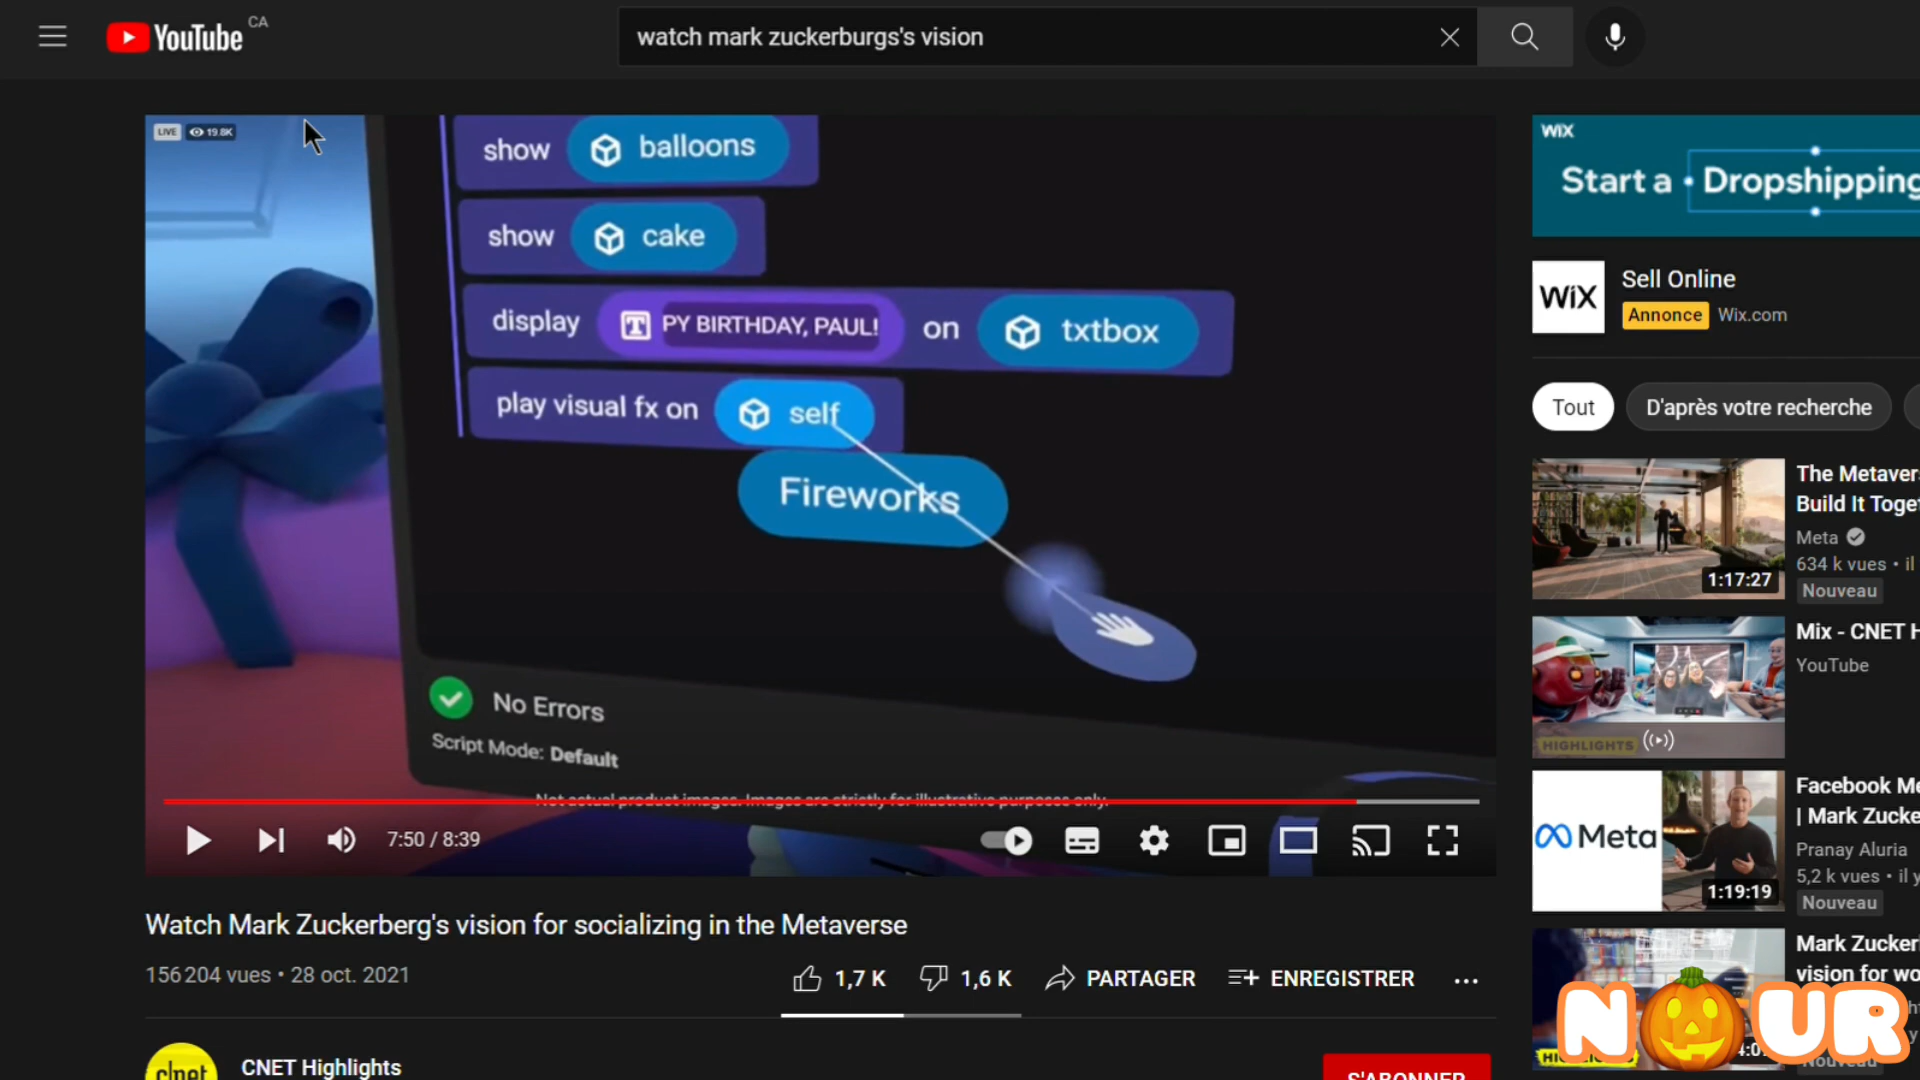 YouTube CA
watch mark zuckerburgs's vision
LIVE 19.8K
show balloons
show cake
display PY BIRTHDAY, PAUL! on txtbox
play visual fx on self
Fireworks
No Errors
Script Mode: Default
Not actual product images. Images are strictly for illustrative purposes only.
7:50 / 8:39
Watch Mark Zuckerberg's vision for socializing in the Metaverse
156 204 vues • 28 oct. 2021
1,7 K
1,6 K
PARTAGER
ENREGISTRER
cnet
CNET Highlights
S'ABONNER
WiX
Start a Dropshipping
WiX
Sell Online
Annonce Wix.com
Tout
D'après votre recherche
1:17:27
The Metavers
Build It Toget
Meta
634 k vues • il
Nouveau
HIGHLIGHTS
Mix - CNET H
YouTube
Meta
1:19:19
Facebook Me
| Mark Zucke
Pranay Aluria
5,2 k vues • il y
Nouveau
Mark Zuckerl
vision for wo
N UR